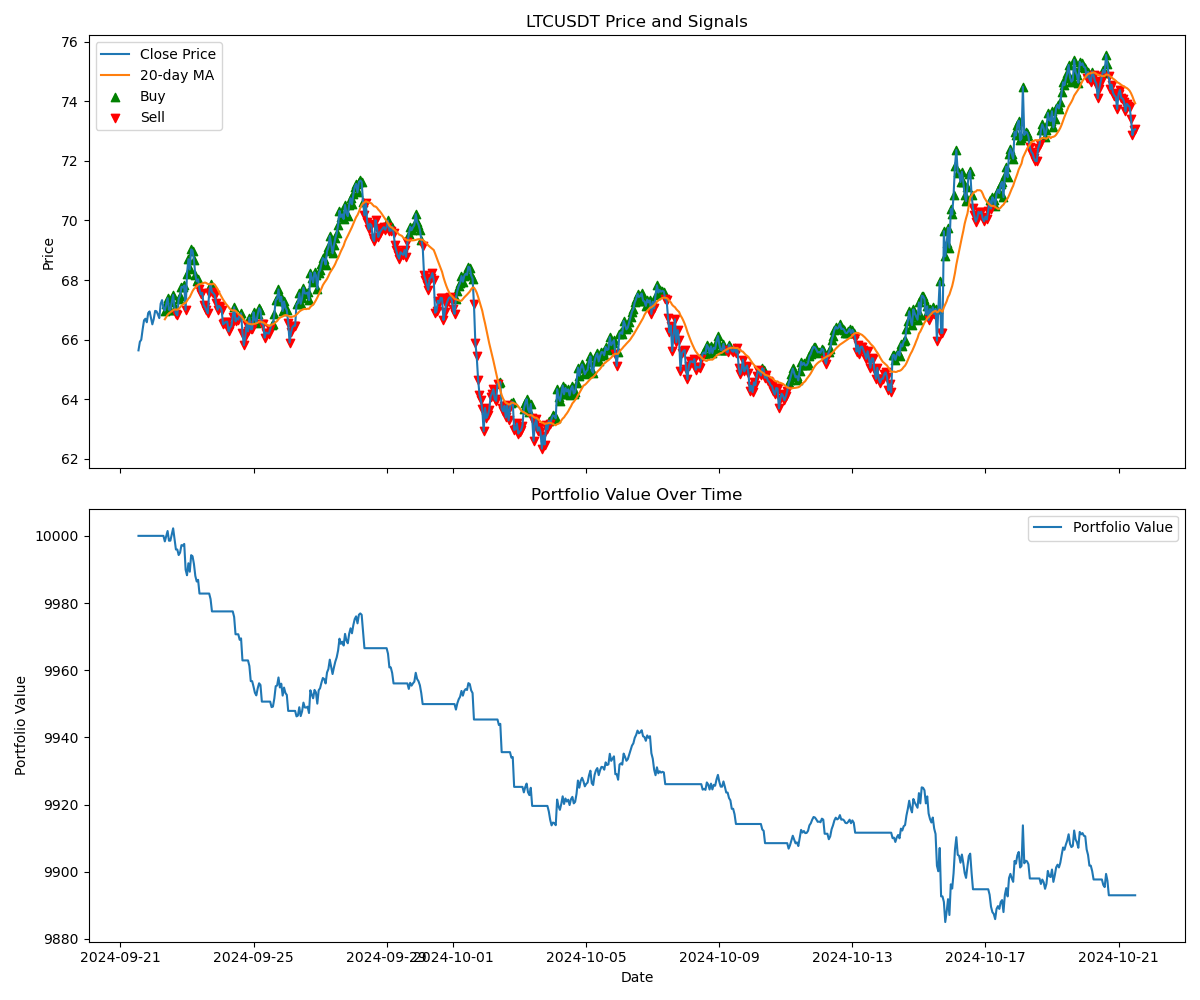 LTCUSDT Price and Signals
76
74
72
70
68
66
64
62
Price
Close Price
20-day MA
Buy
Sell
Portfolio Value Over Time
10000
9980
9960
9940
9920
9900
9880
Portfolio Value
Portfolio Value
2024-09-21
2024-09-25
2024-09-29
2024-10-01
2024-10-05
2024-10-09
2024-10-13
2024-10-17
2024-10-21
Date